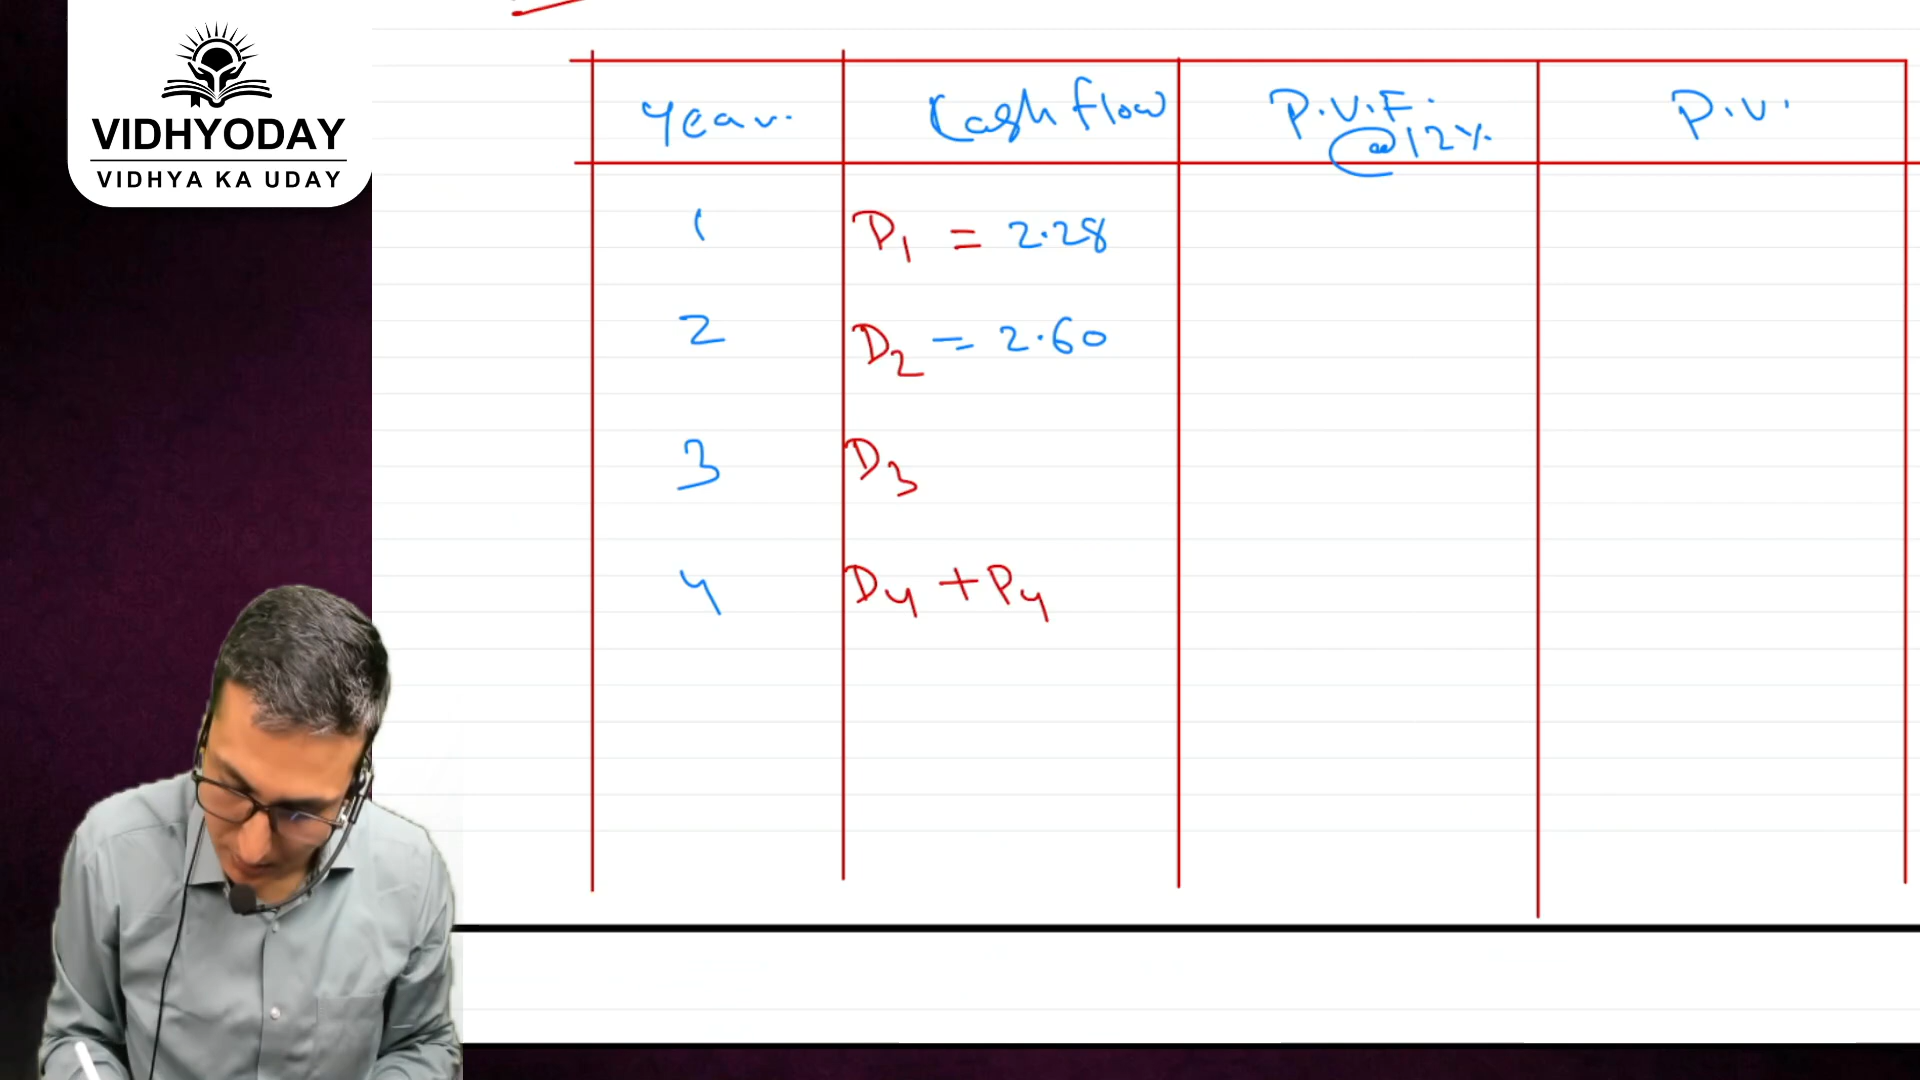 VIDHYODAY
VIDHYA KA UDAY
Year. Cash flow P.V.F. @12% P.V.
1 D1 = 2.28
2 D2 = 2.60
3 D3
4 D4 + P4